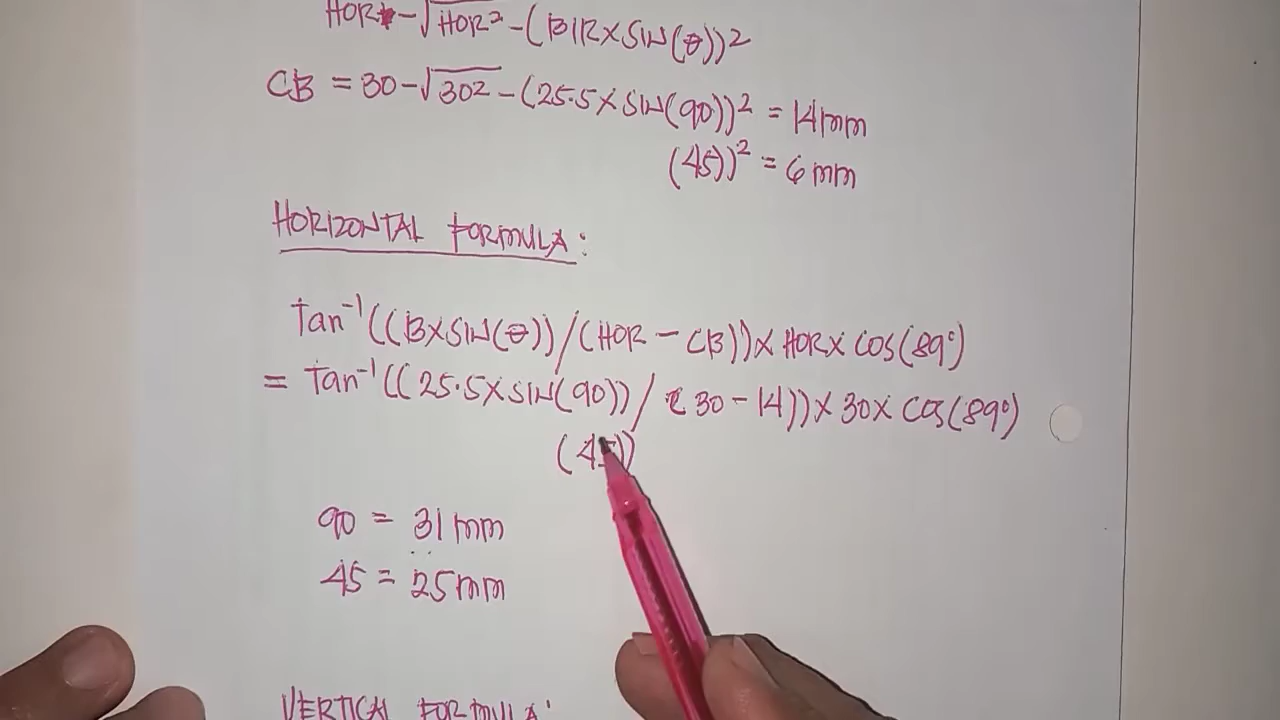 HOR - √HOR² - (BIR X SIN(θ))²
CB = 30 - √30² - (25.5 X SIN(90))² = 14mm
(45))² = 6mm
HORIZONTAL FORMULA:
tan⁻¹((B X SIN(θ))/(HOR - CB)) X HOR X COS(89°)
= tan⁻¹((25.5 X SIN(90))/(30 - 14)) X 30 X COS(89°)
(45))
90 = 31mm
45 = 25mm
VERTICAL FORMULA: